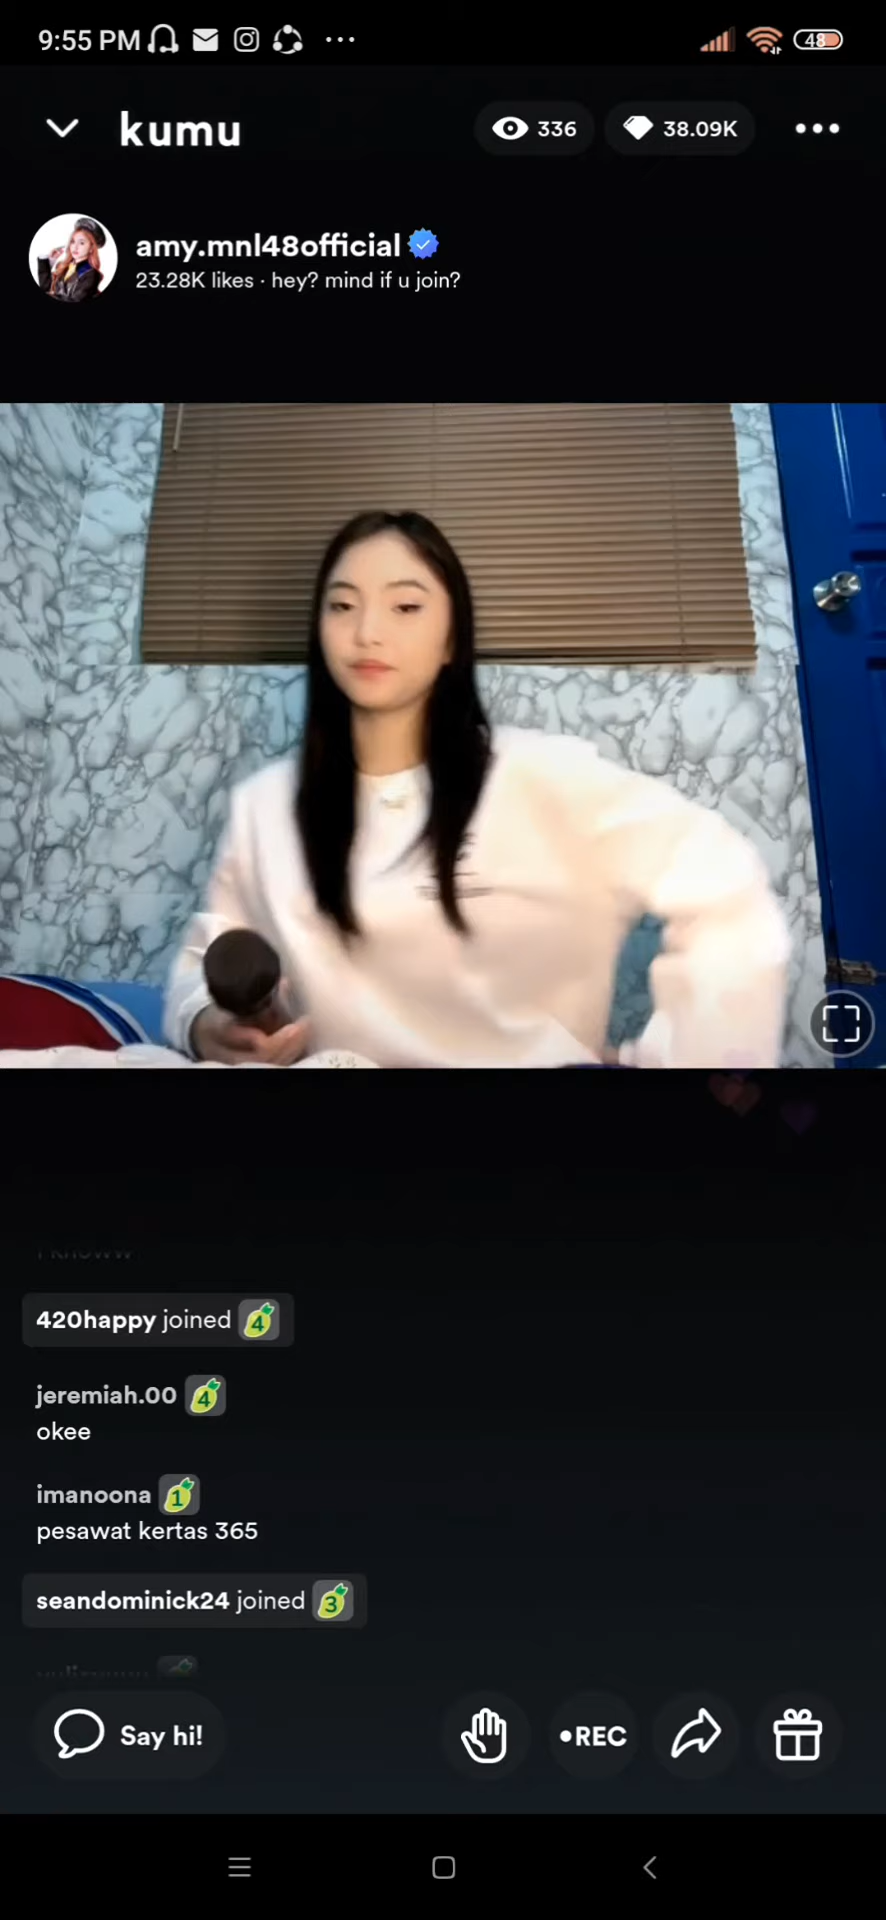 9:55 PM
48
kumu
336
38.09K
amy.mnl48official
23.28K likes · hey? mind if u join?
420happy joined 4
jeremiah.00 4
okee
imanoona 1
pesawat kertas 365
seandominick24 joined 3
Say hi!
•REC